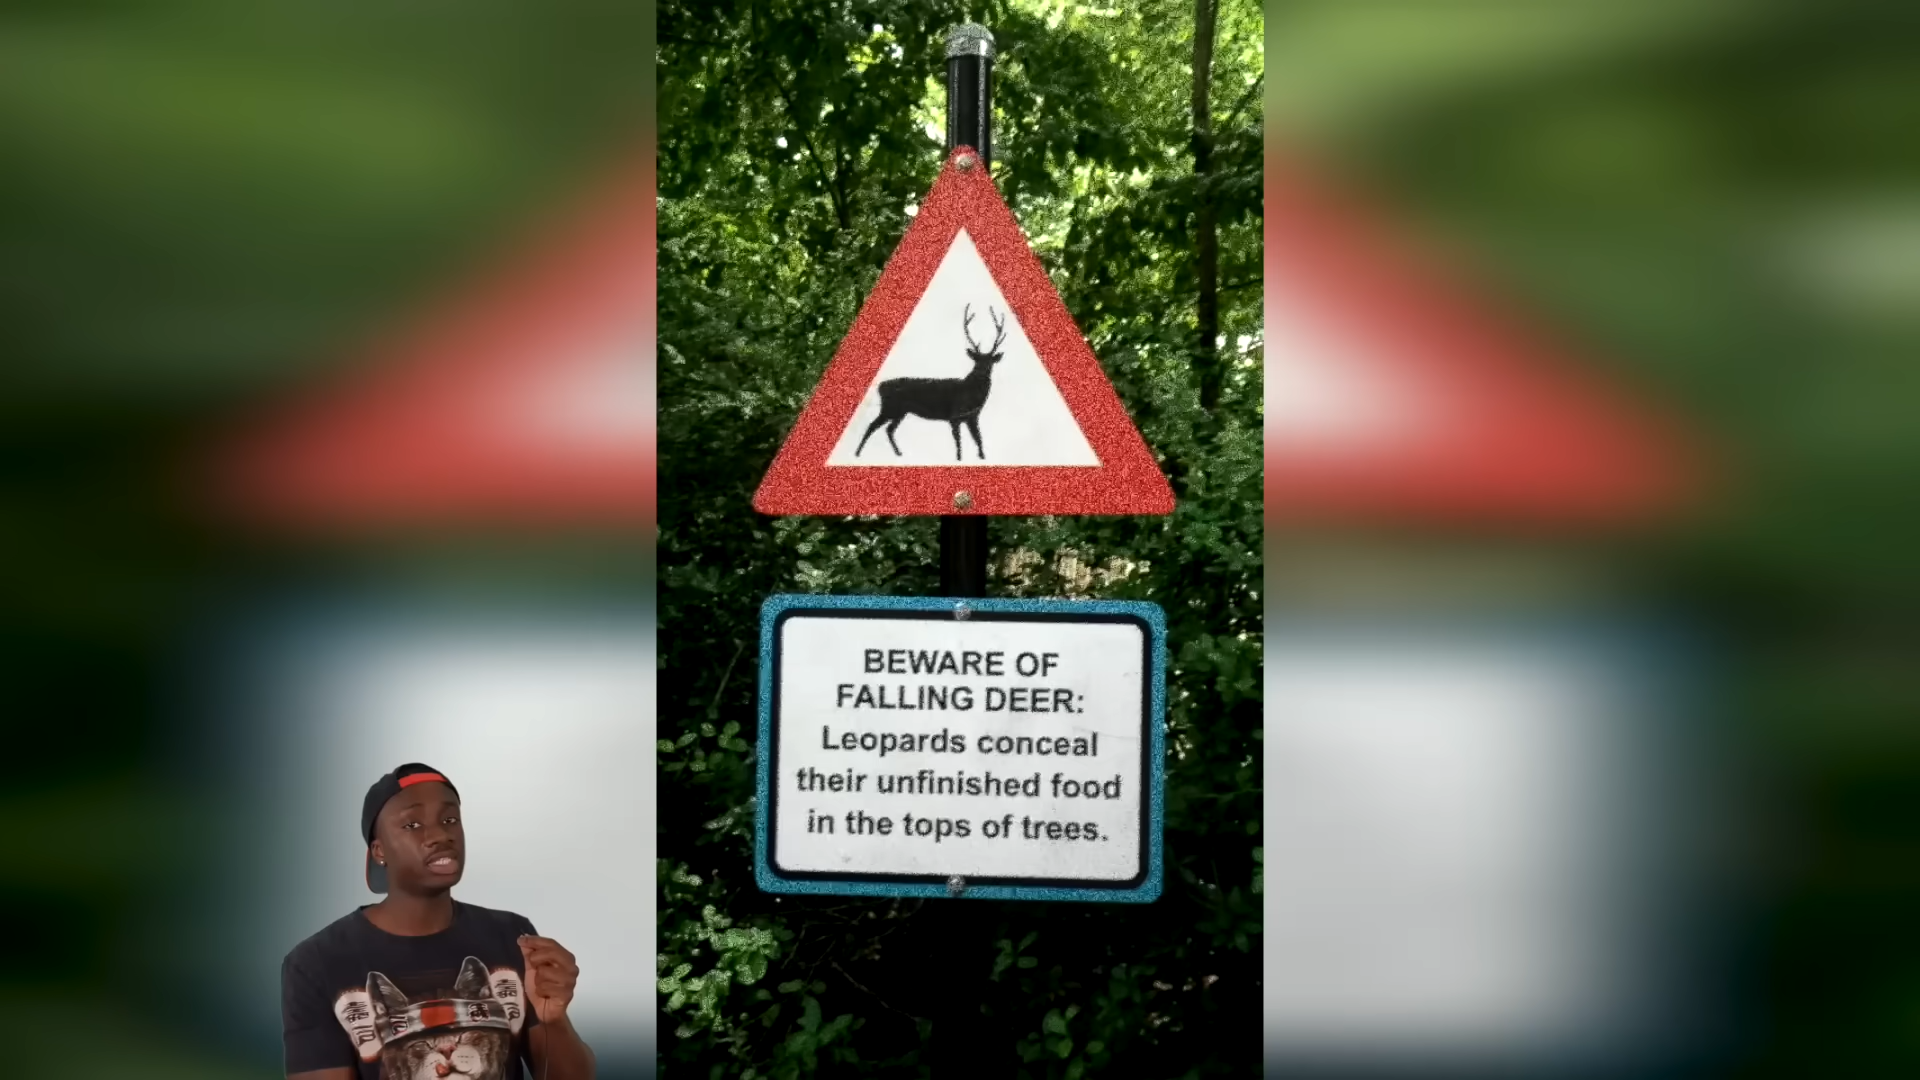 BEWARE OF
FALLING DEER:
Leopards conceal
their unfinished food
in the tops of trees.